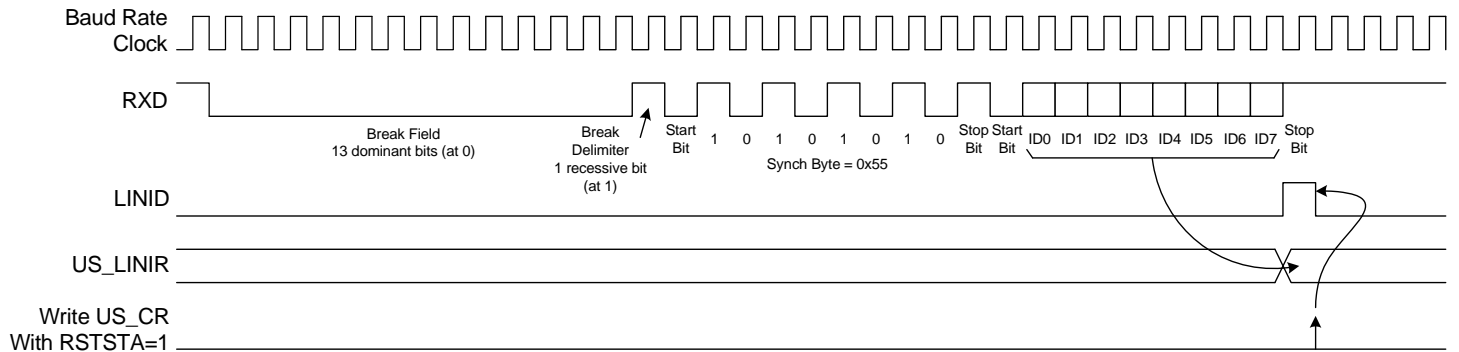 Baud Rate
Clock
RXD
Break Field
13 dominant bits (at 0)
Break
Delimiter
1 recessive bit
(at 1)
Start
Bit
1 0 1 0 1 0 1 0
Synch Byte = 0x55
Stop
Bit
Start
Bit
ID0 ID1 ID2 ID3 ID4 ID5 ID6 ID7
Stop
Bit
LINID
US_LINIR
Write US_CR
With RSTSTA=1